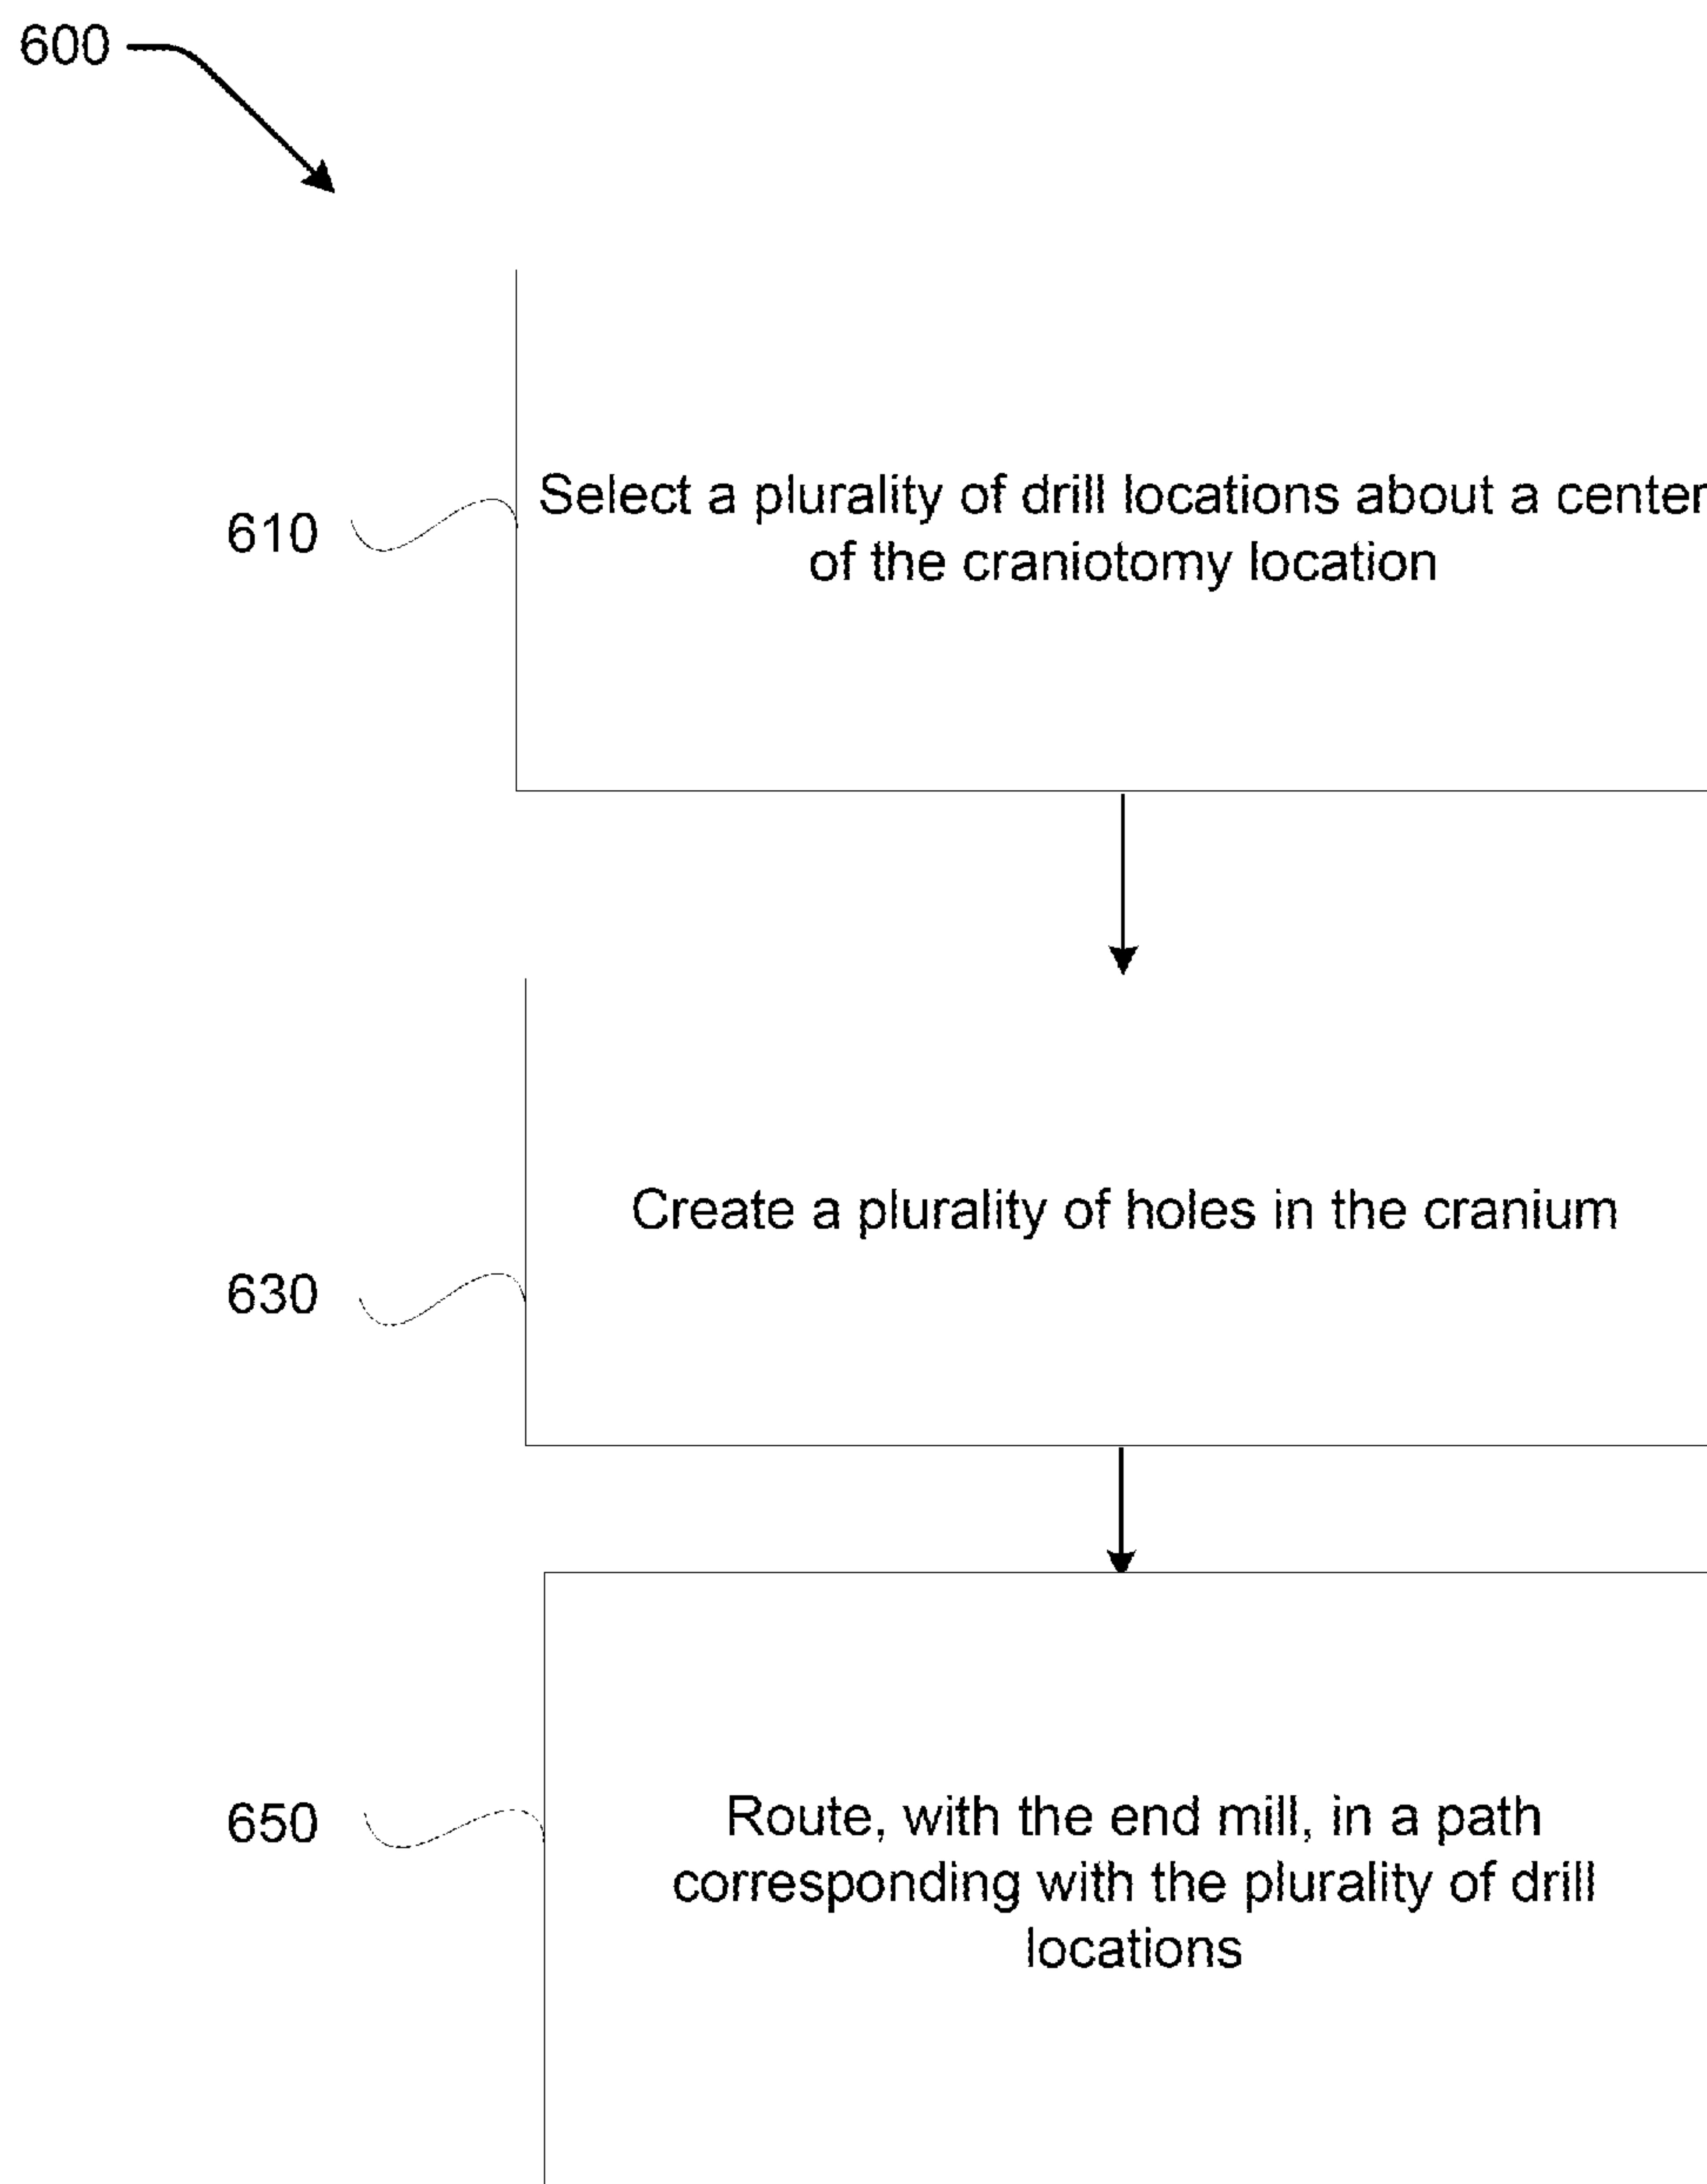 600
610
Select a plurality of drill locations about a center
of the craniotomy location
630
Create a plurality of holes in the cranium
650
Route, with the end mill, in a path
corresponding with the plurality of drill
locations